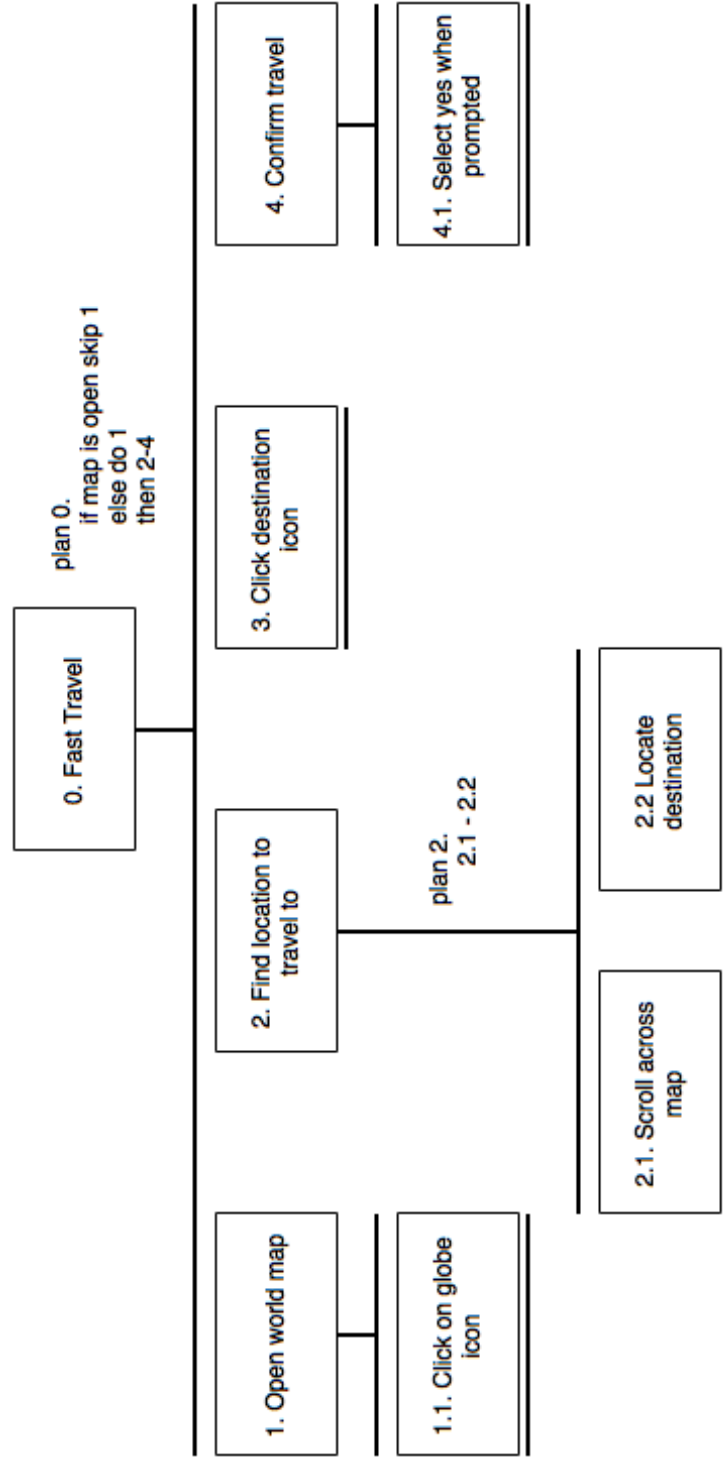 0. Fast Travel
plan 0.
if map is open skip 1
else do 1
then 2-4
1. Open world map
2. Find location to
travel to
3. Click destination
icon
4. Confirm travel
1.1. Click on globe
icon
plan 2.
2.1 - 2.2
4.1. Select yes when
prompted
2.1. Scroll across
map
2.2 Locate
destination